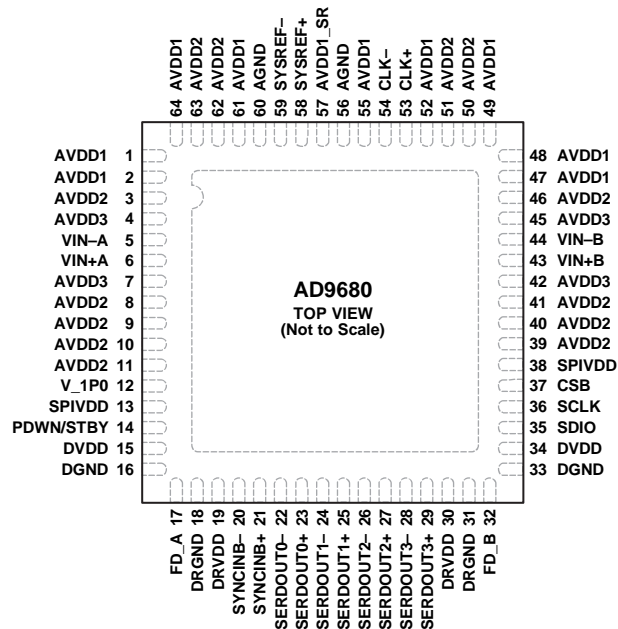 64 AVDD1
63 AVDD2
62 AVDD2
61 AVDD1
60 AGND
59 SYSREF–
58 SYSREF+
57 AVDD1_SR
56 AGND
55 AVDD1
54 CLK–
53 CLK+
52 AVDD1
51 AVDD2
50 AVDD2
49 AVDD1
AVDD1 1
AVDD1 2
AVDD2 3
AVDD3 4
VIN–A 5
VIN+A 6
AVDD3 7
AVDD2 8
AVDD2 9
AVDD2 10
AVDD2 11
V_1P0 12
SPIVDD 13
PDWN/STBY 14
DVDD 15
DGND 16
AD9680
TOP VIEW
(Not to Scale)
48 AVDD1
47 AVDD1
46 AVDD2
45 AVDD3
44 VIN–B
43 VIN+B
42 AVDD3
41 AVDD2
40 AVDD2
39 AVDD2
38 SPIVDD
37 CSB
36 SCLK
35 SDIO
34 DVDD
33 DGND
FD_A 17
DRGND 18
DRVDD 19
SYNCINB– 20
SYNCINB+ 21
SERDOUT0– 22
SERDOUT0+ 23
SERDOUT1– 24
SERDOUT1+ 25
SERDOUT2– 26
SERDOUT2+ 27
SERDOUT3– 28
SERDOUT3+ 29
DRVDD 30
DRGND 31
FD_B 32